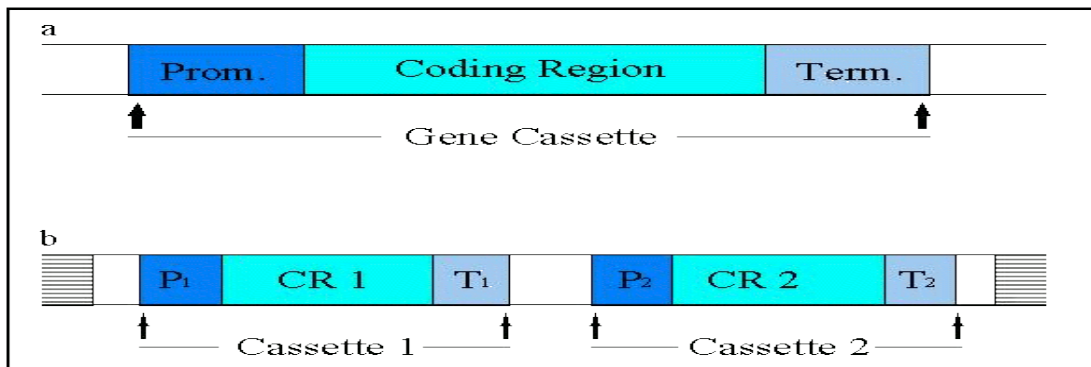 a
Prom. Coding Region Term.
Gene Cassette
b
P1 CR 1 T1 P2 CR 2 T2
Cassette 1 Cassette 2